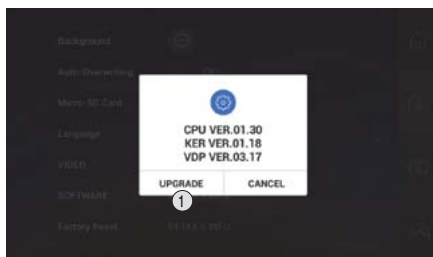 Background
Auto Overwriting
CPU VER.01.30
Micro SD Card
KER VER.01.18
Language
VDP VER.03.17
VIDEO
UPGRADE
CANCEL
1
SOFTWARE
Factory Reset